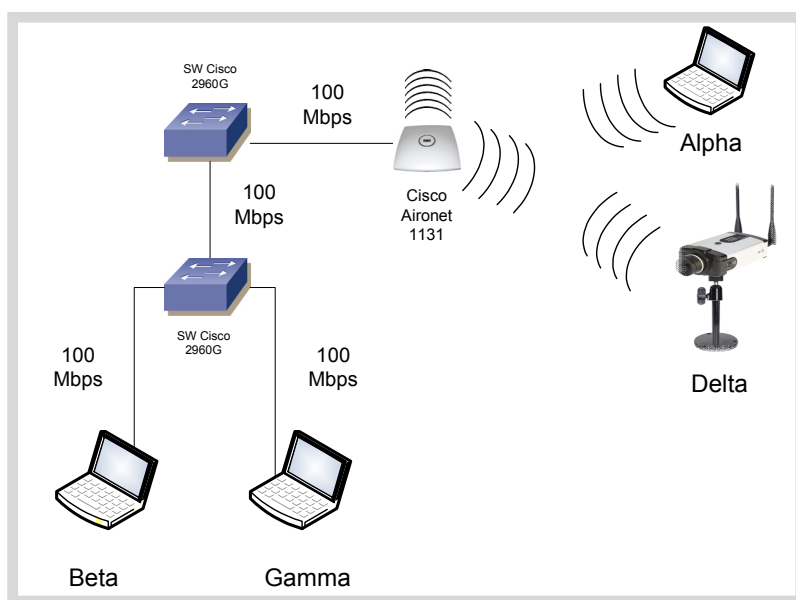 SW Cisco
2960G
100
Mbps
Cisco
Aironet
1131
Alpha
100
Mbps
SW Cisco
2960G
100
Mbps
100
Mbps
Delta
Beta
Gamma